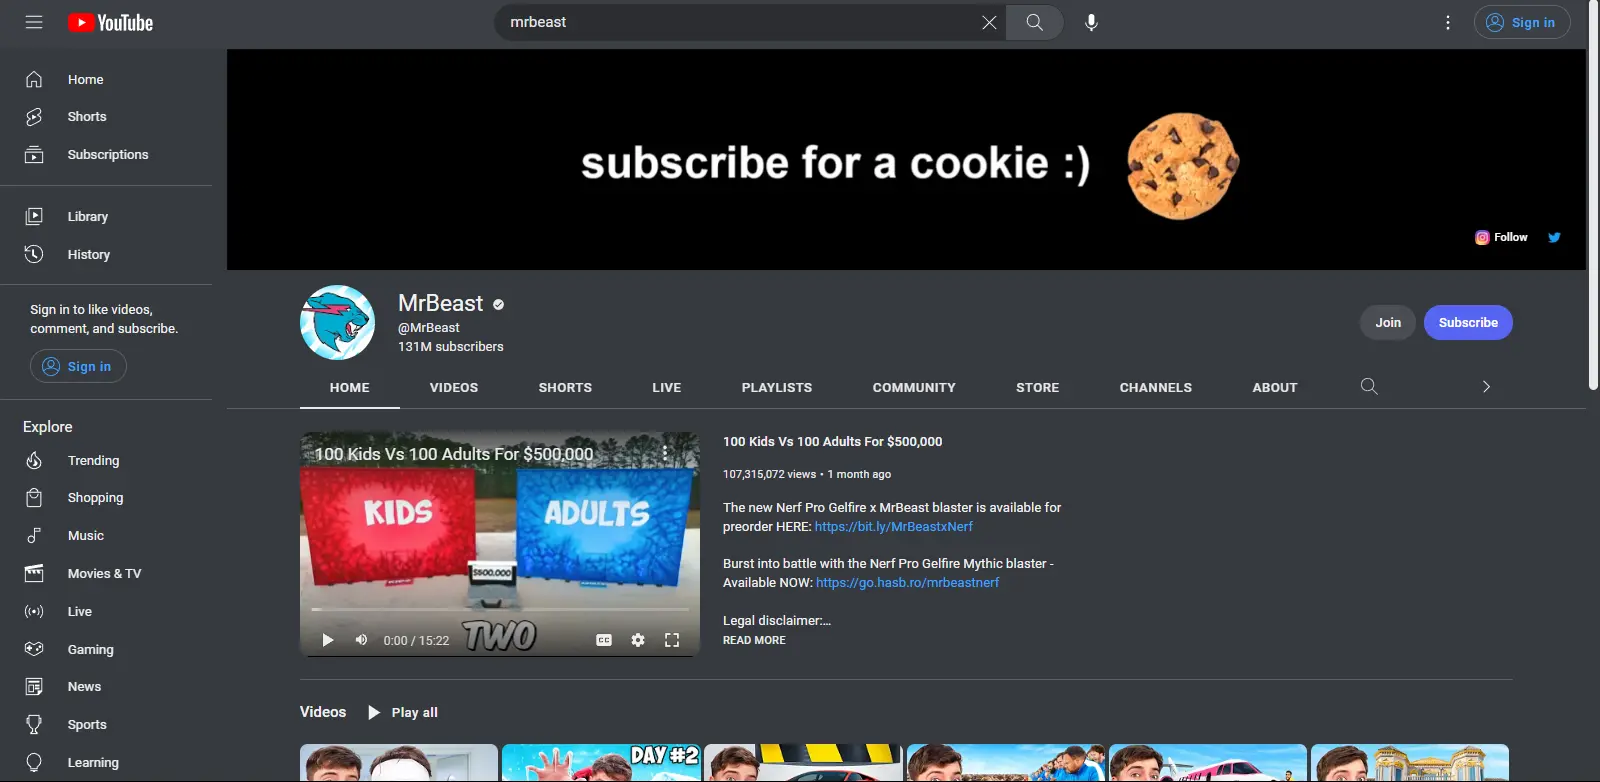 YouTube
mrbeast
Sign in
Home
Shorts
Subscriptions
Library
History
Sign in to like videos,
comment, and subscribe.
Sign in
Explore
Trending
Shopping
Music
Movies & TV
Live
Gaming
News
Sports
Learning
subscribe for a cookie :)
Follow
MrBeast
@MrBeast
131M subscribers
Join
Subscribe
HOME VIDEOS SHORTS LIVE PLAYLISTS COMMUNITY STORE CHANNELS ABOUT
100 Kids Vs 100 Adults For $500,000
KIDS
ADULTS
$500,000
TWO
0:00 / 15:22
CC
100 Kids Vs 100 Adults For $500,000
107,315,072 views • 1 month ago
The new Nerf Pro Gelfire x MrBeast blaster is available for
preorder HERE: https://bit.ly/MrBeastxNerf
Burst into battle with the Nerf Pro Gelfire Mythic blaster -
Available NOW: https://go.hasb.ro/mrbeastnerf
Legal disclaimer:...
READ MORE
Videos
Play all
DAY #2